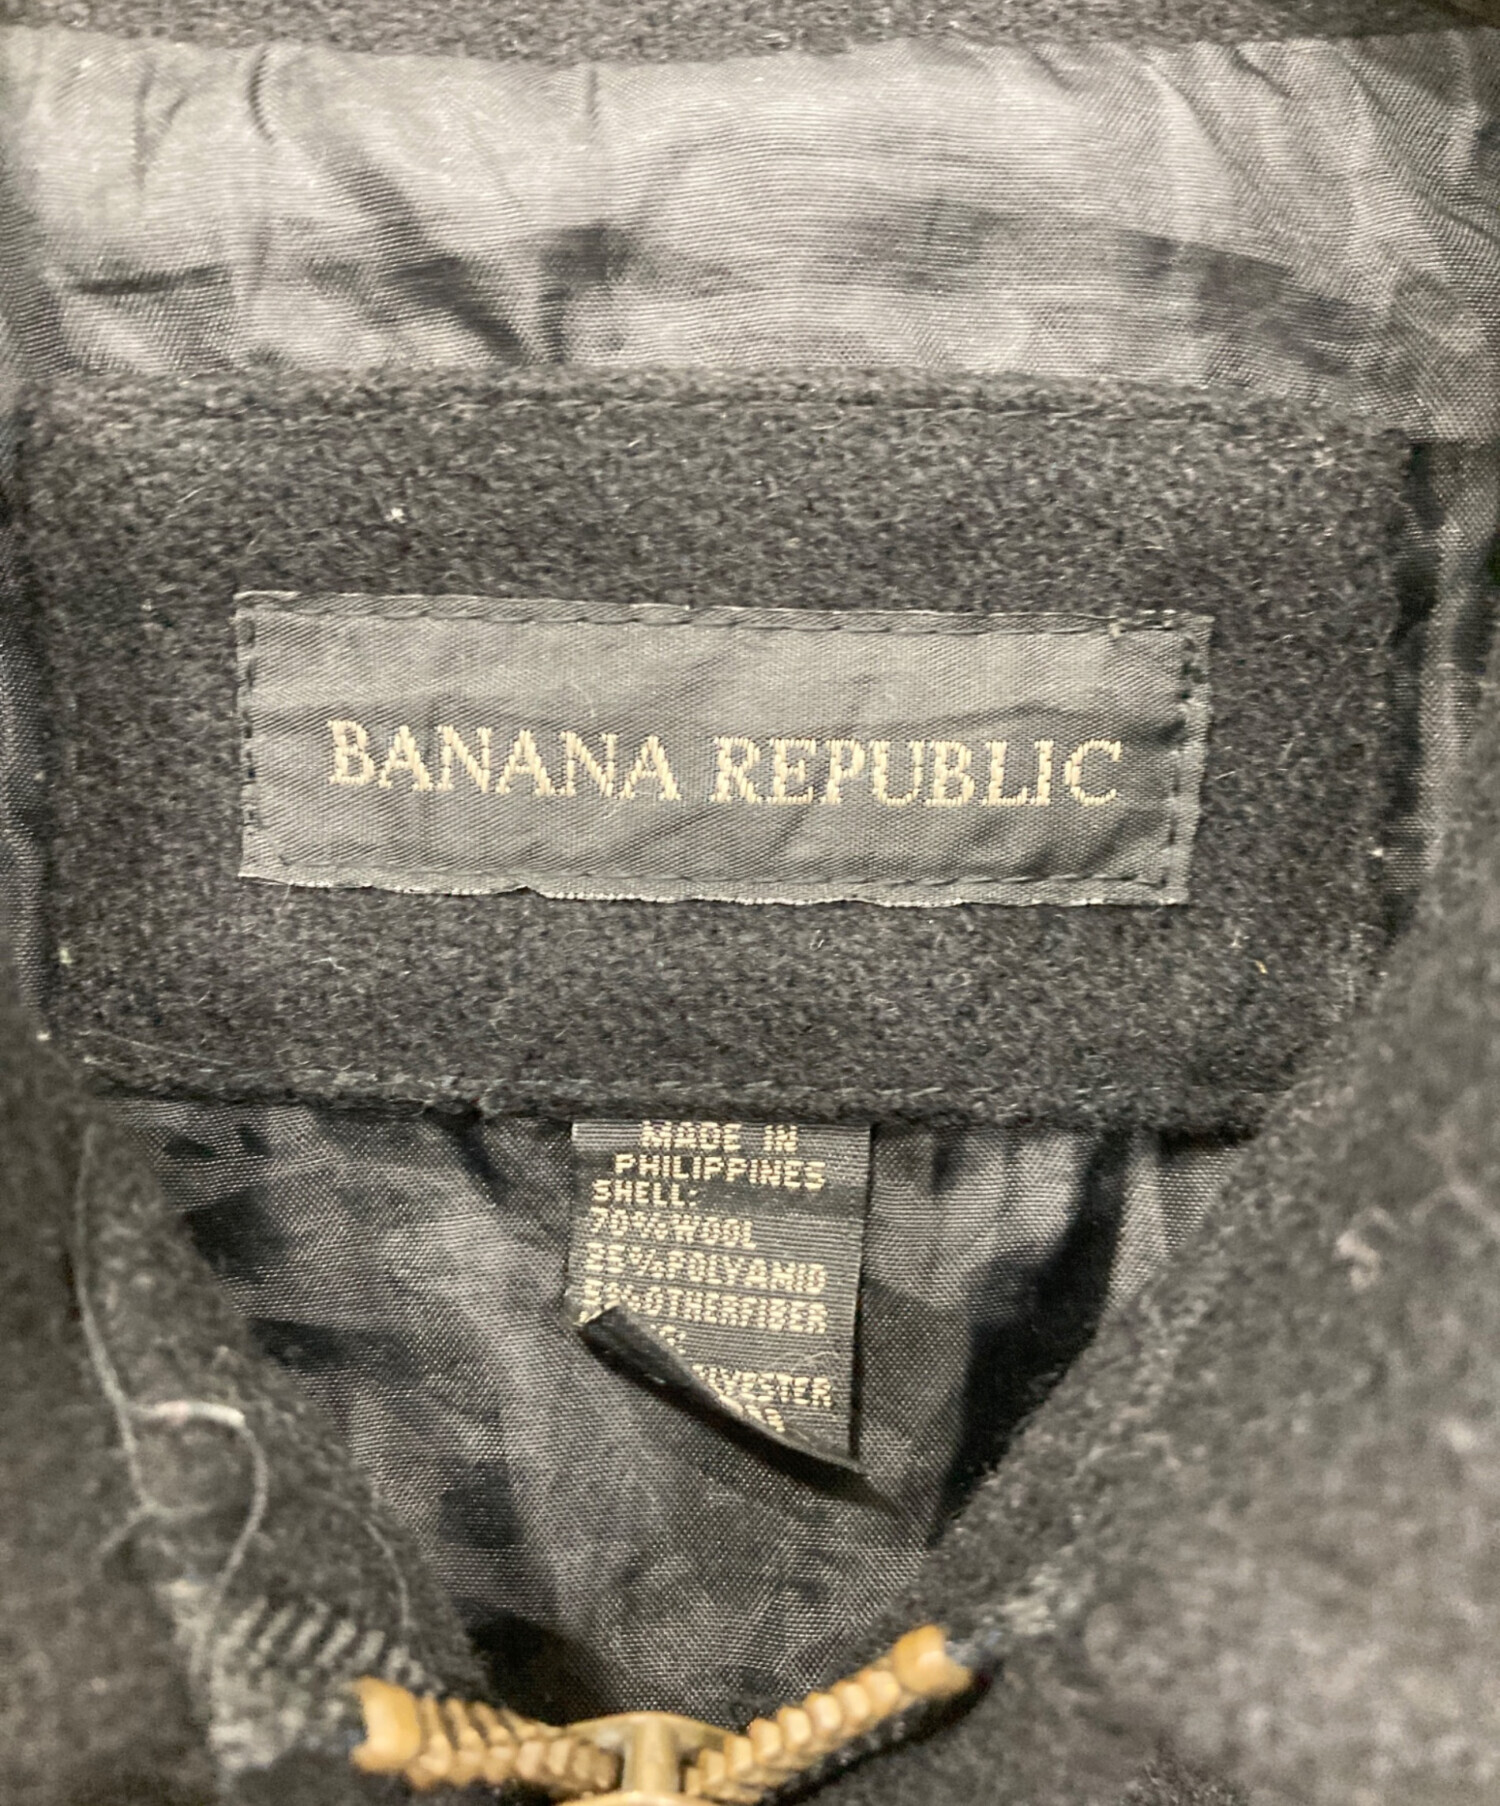 BANANA REPUBLIC
MADE IN
PHILIPPINES
SHELL:
70%WOOL
25%POLYAMID
5%OTHERFIBER